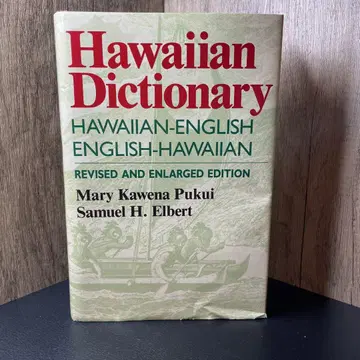 Hawaiian
Dictionary
HAWAIIAN-ENGLISH
ENGLISH-HAWAIIAN
REVISED AND ENLARGED EDITION
Mary Kawena Pukui
Samuel H. Elbert